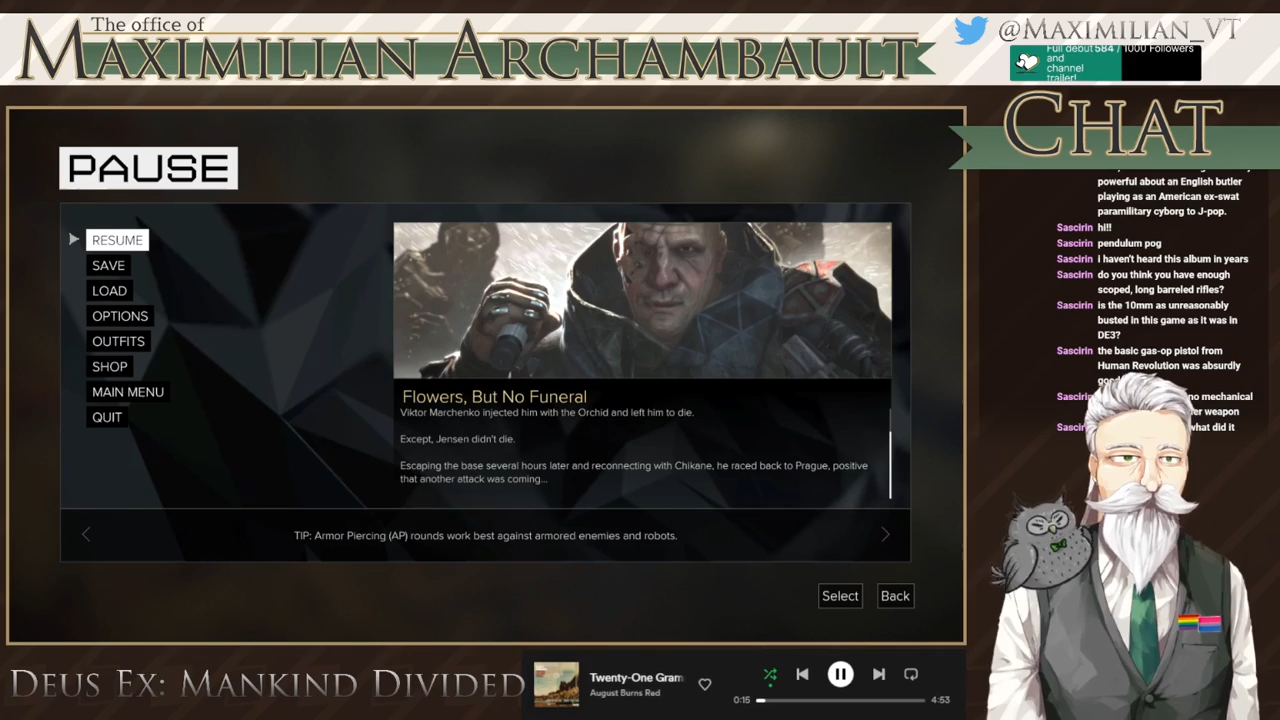 The office of
MAXIMILIAN ARCHAMBAULT
@MAXIMILIAN_VT
Full debut 584 / 1000 Followers
and
channel
trailer!
CHAT
PAUSE
RESUME
SAVE
LOAD
OPTIONS
OUTFITS
SHOP
MAIN MENU
QUIT
Flowers, But No Funeral
Viktor Marchenko injected him with the Orchid and left him to die.
Except, Jensen didn't die.
Escaping the base several hours later and reconnecting with Chikane, he raced back to Prague, positive
that another attack was coming...
TIP: Armor Piercing (AP) rounds work best against armored enemies and robots.
Select
Back
powerful about an English butler
playing as an American ex-swat
paramilitary cyborg to J-pop.
Sascirin hi!!
Sascirin pendulum pog
Sascirin i haven't heard this album in years
Sascirin do you think you have enough
scoped, long barreled rifles?
Sascirin is the 10mm as unreasonably
busted in this game as it was in
DE3?
Sascirin the basic gas-op pistol from
Human Revolution was absurdly
no mechanical
weapon
what did it
DEUS EX: MANKIND DIVIDED
Twenty-One Gram
August Burns Red
0:15
4:53